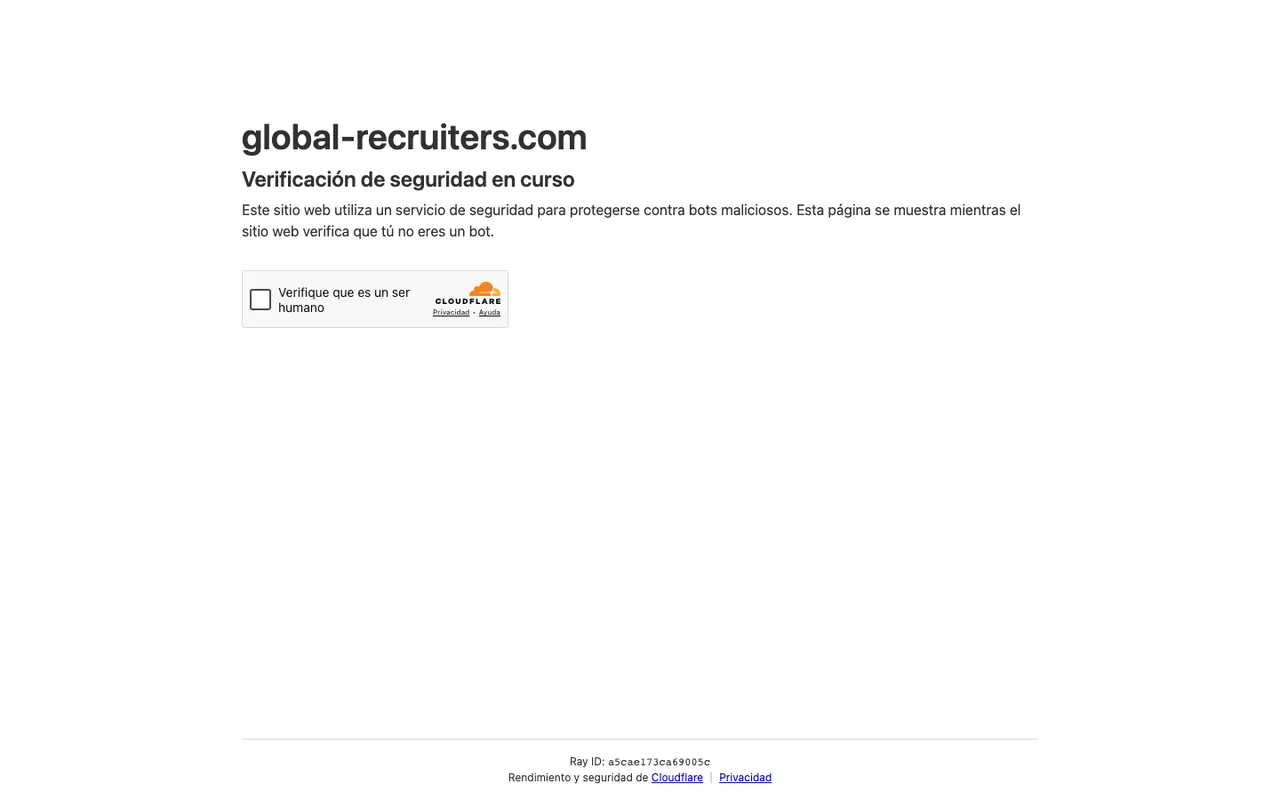 global-recruiters.com
Verificación de seguridad en curso
Este sitio web utiliza un servicio de seguridad para protegerse contra bots maliciosos. Esta página se muestra mientras el
sitio web verifica que tú no eres un bot.
Verifique que es un ser
humano
CLOUDFLARE
Privacidad • Ayuda
Ray ID: a5cae173ca69005c
Rendimiento y seguridad de Cloudflare | Privacidad